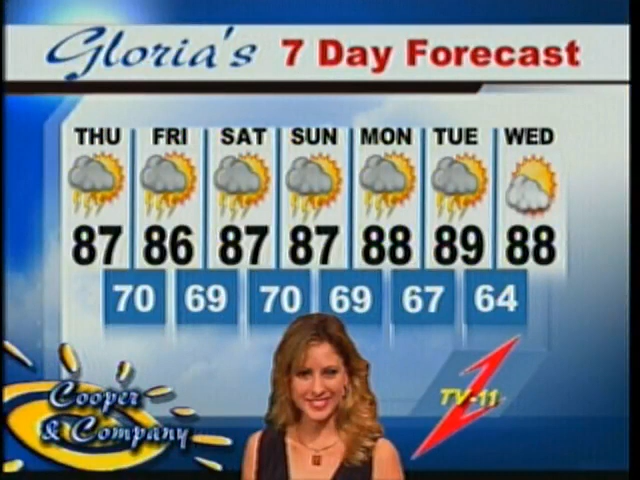 Gloria's 7 Day Forecast
THU FRI SAT SUN MON TUE WED
87 86 87 87 88 89 88
70 69 70 69 67 64
Cooper
& Company
TV-11